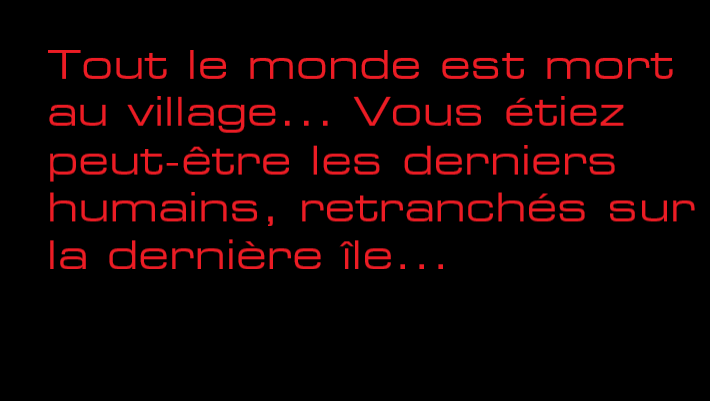 Tout le monde est mort
au village... Vous étiez
peut-être les derniers
humains, retranchés sur
la dernière île...